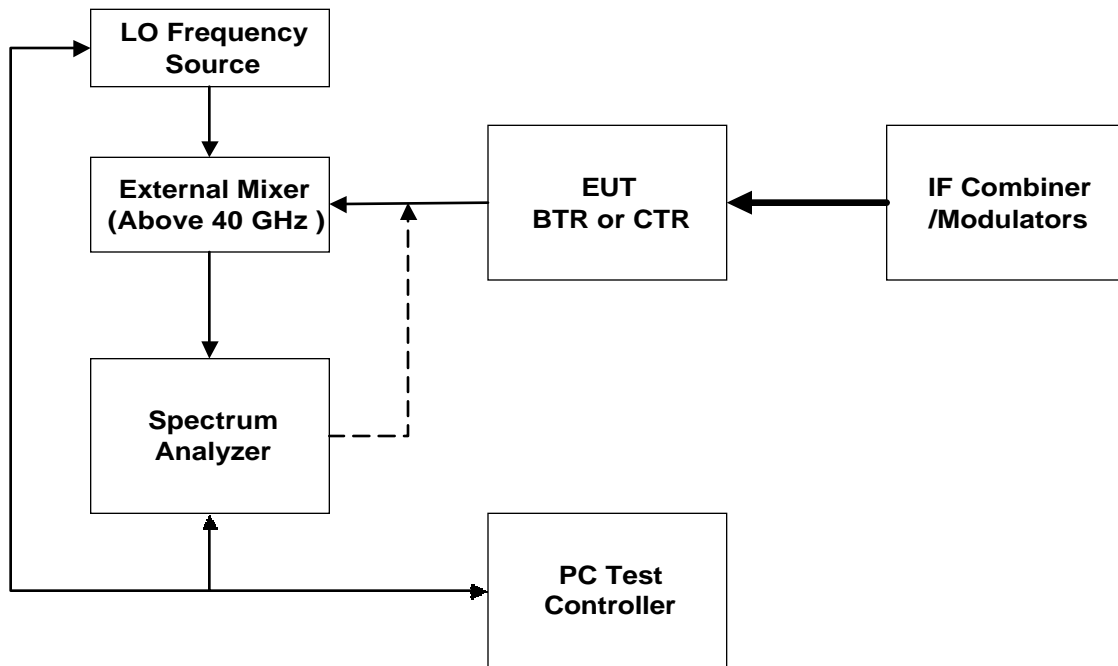 LO Frequency
Source
External Mixer
(Above 40 GHz )
EUT
BTR or CTR
IF Combiner
/Modulators
Spectrum
Analyzer
PC Test
Controller